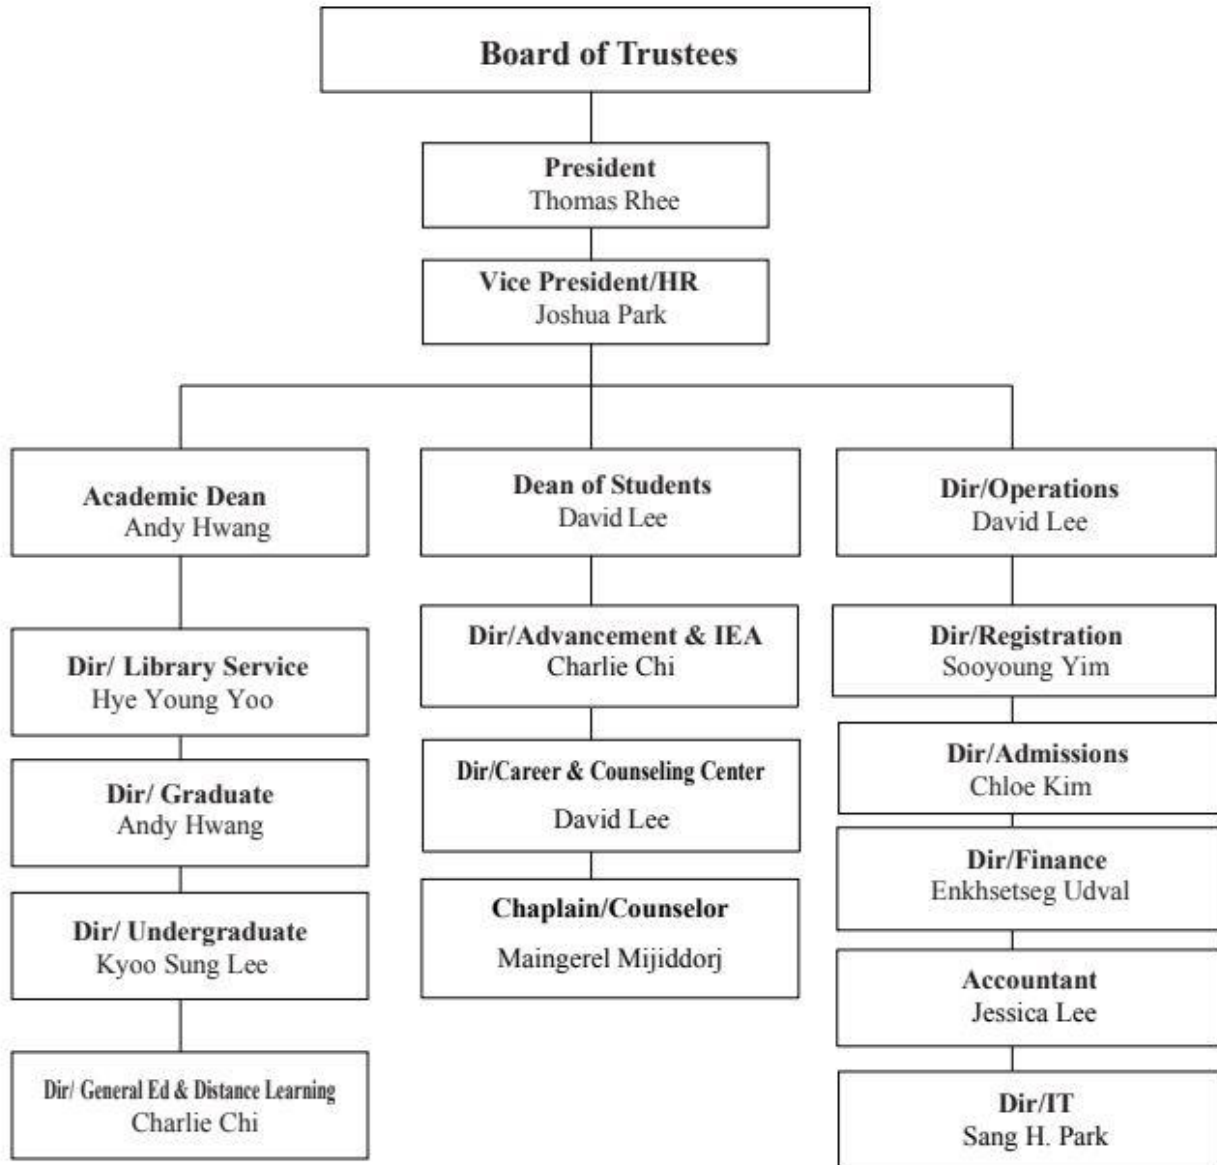 Board of Trustees
President
Thomas Rhee
Vice President/HR
Joshua Park
Academic Dean
Andy Hwang
Dir/ Library Service
Hye Young Yoo
Dir/ Graduate
Andy Hwang
Dir/ Undergraduate
Kyoo Sung Lee
Dir/ General Ed & Distance Learning
Charlie Chi
Dean of Students
David Lee
Dir/Advancement & IEA
Charlie Chi
Dir/Career & Counseling Center
David Lee
Chaplain/Counselor
Maingerel Mijiddorj
Dir/Operations
David Lee
Dir/Registration
Sooyoung Yim
Dir/Admissions
Chloe Kim
Dir/Finance
Enkhsetseg Udval
Accountant
Jessica Lee
Dir/IT
Sang H. Park